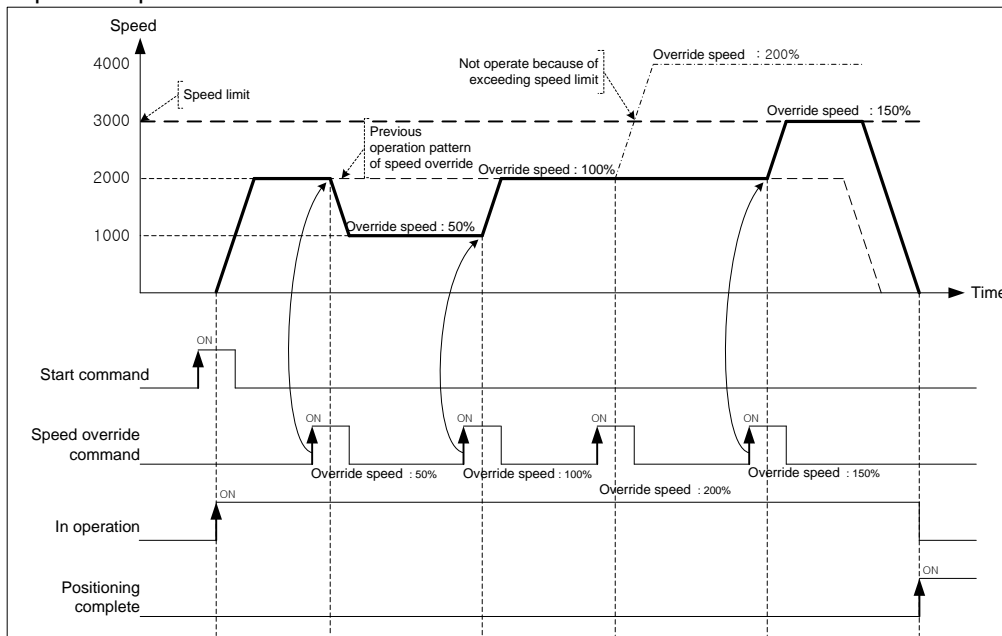 Speed
4000
Override speed : 200%
Not operate because of
exceeding speed limit
Speed limit
Override speed : 150%
3000
Previous
operation pattern
of speed override
Override speed : 100%
2000
Override speed : 50%
1000
Time
ON
Start command
ON
ON
ON
ON
Speed override
command
Override speed : 50%
Override speed : 100%
Override speed : 150%
Override speed : 200%
ON
In operation
ON
Positioning
complete